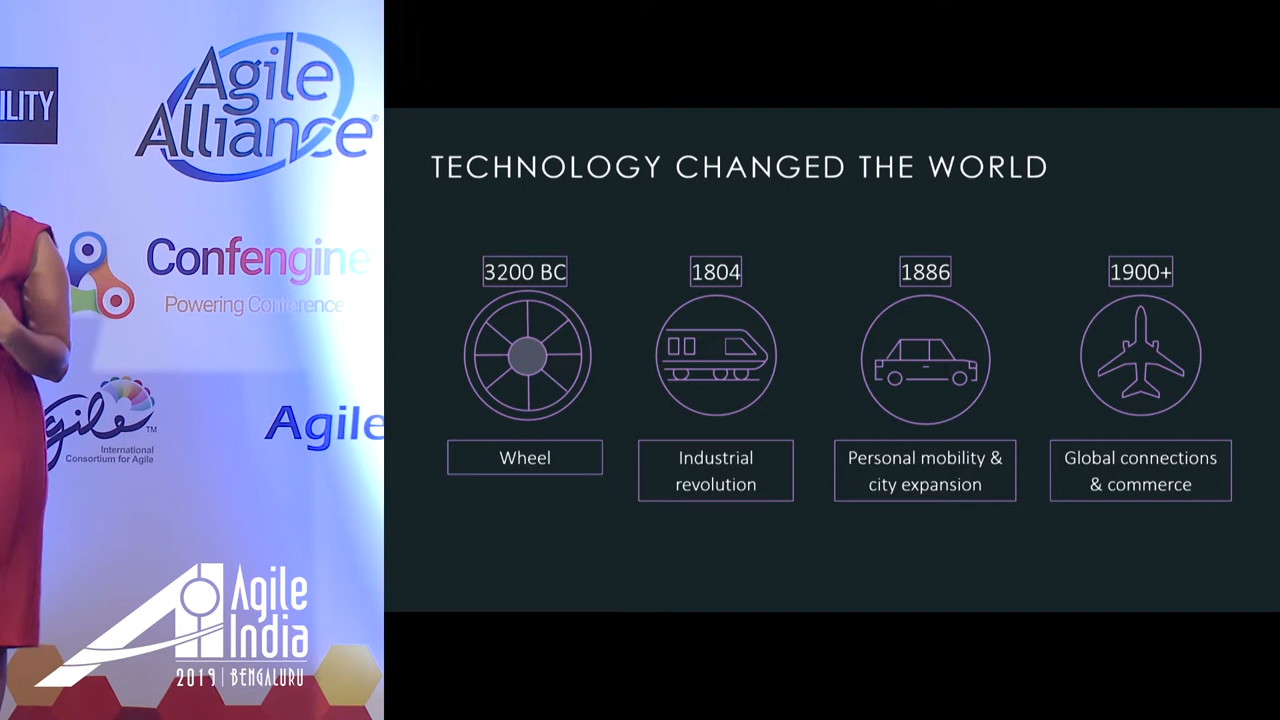 ILITY
Agile
Alliance®
Confengine
Powering Conference
Agile™
International
Consortium for Agile
Agile
Agile
India
2019 | BENGALURU
TECHNOLOGY CHANGED THE WORLD
3200 BC
1804
1886
1900+
Wheel
Industrial
revolution
Personal mobility &
city expansion
Global connections
& commerce